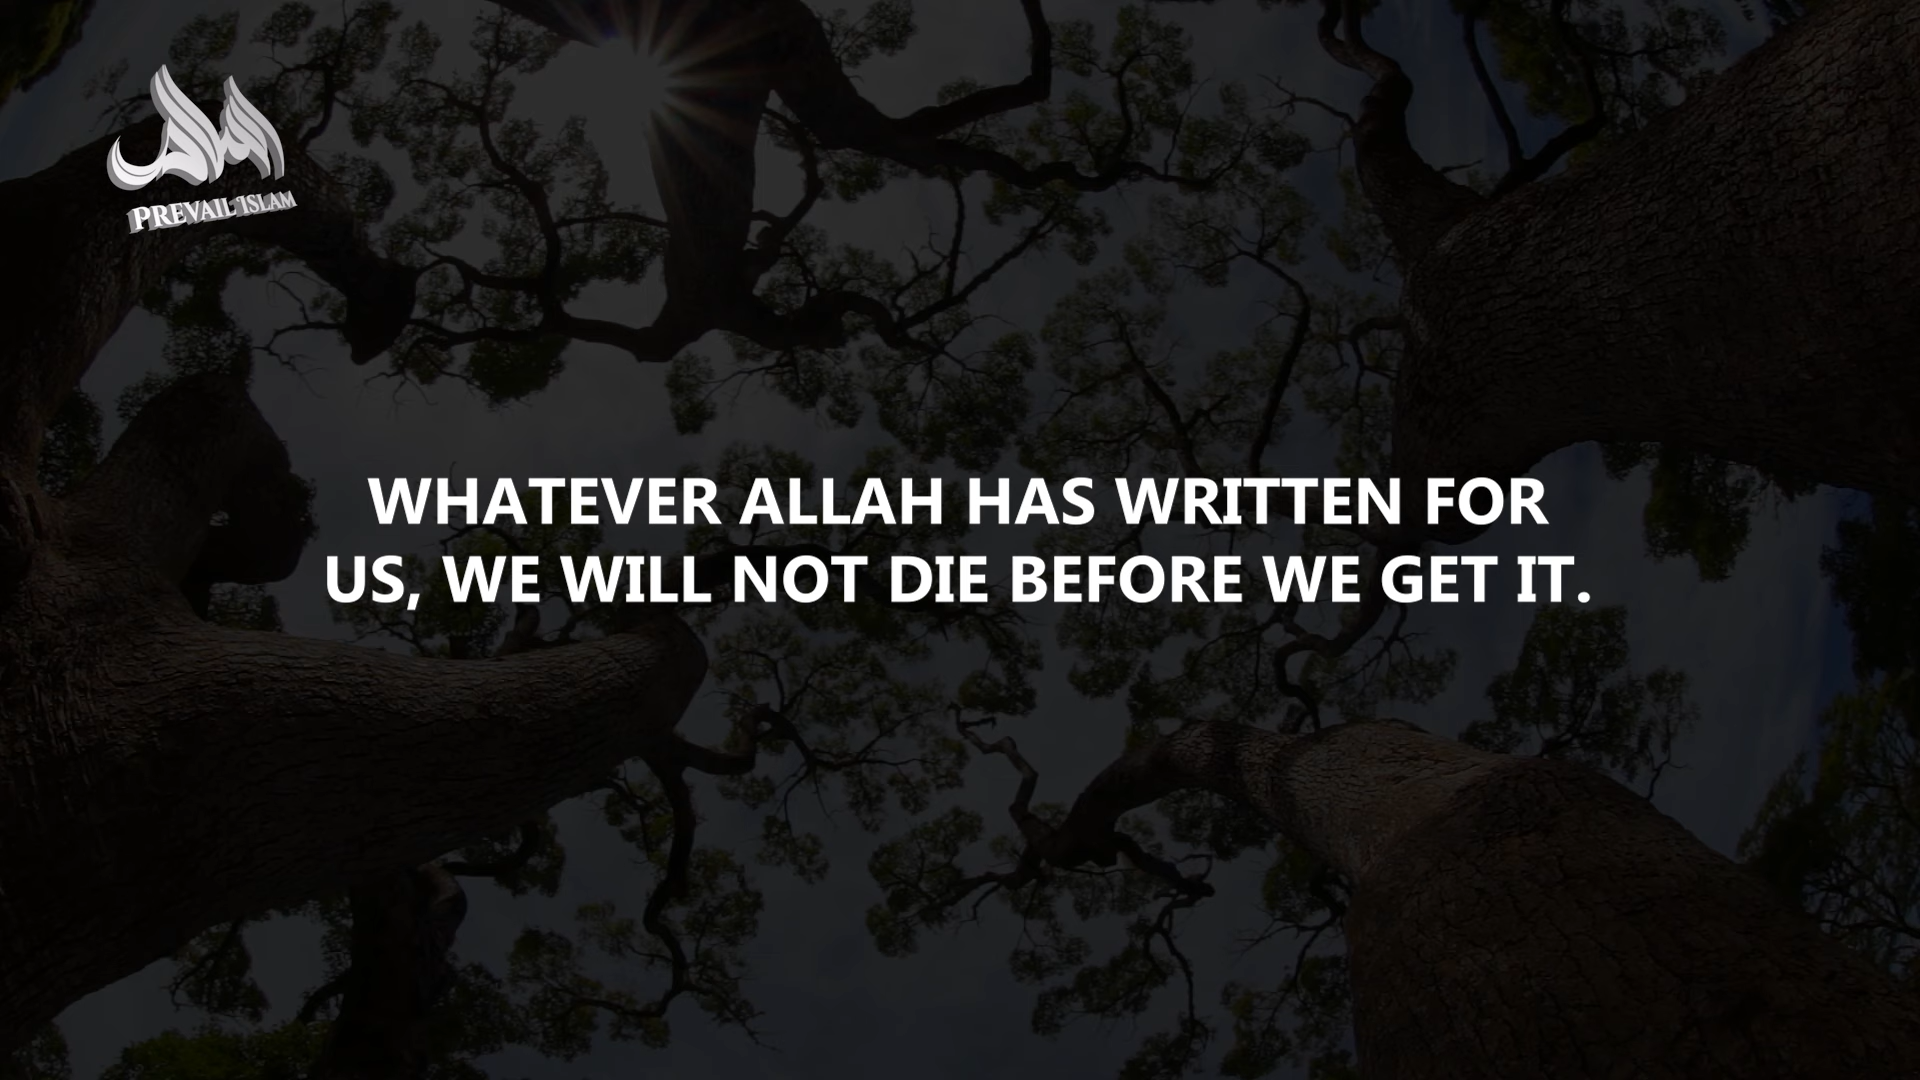 PREVAIL ISLAM
WHATEVER ALLAH HAS WRITTEN FOR
US, WE WILL NOT DIE BEFORE WE GET IT.